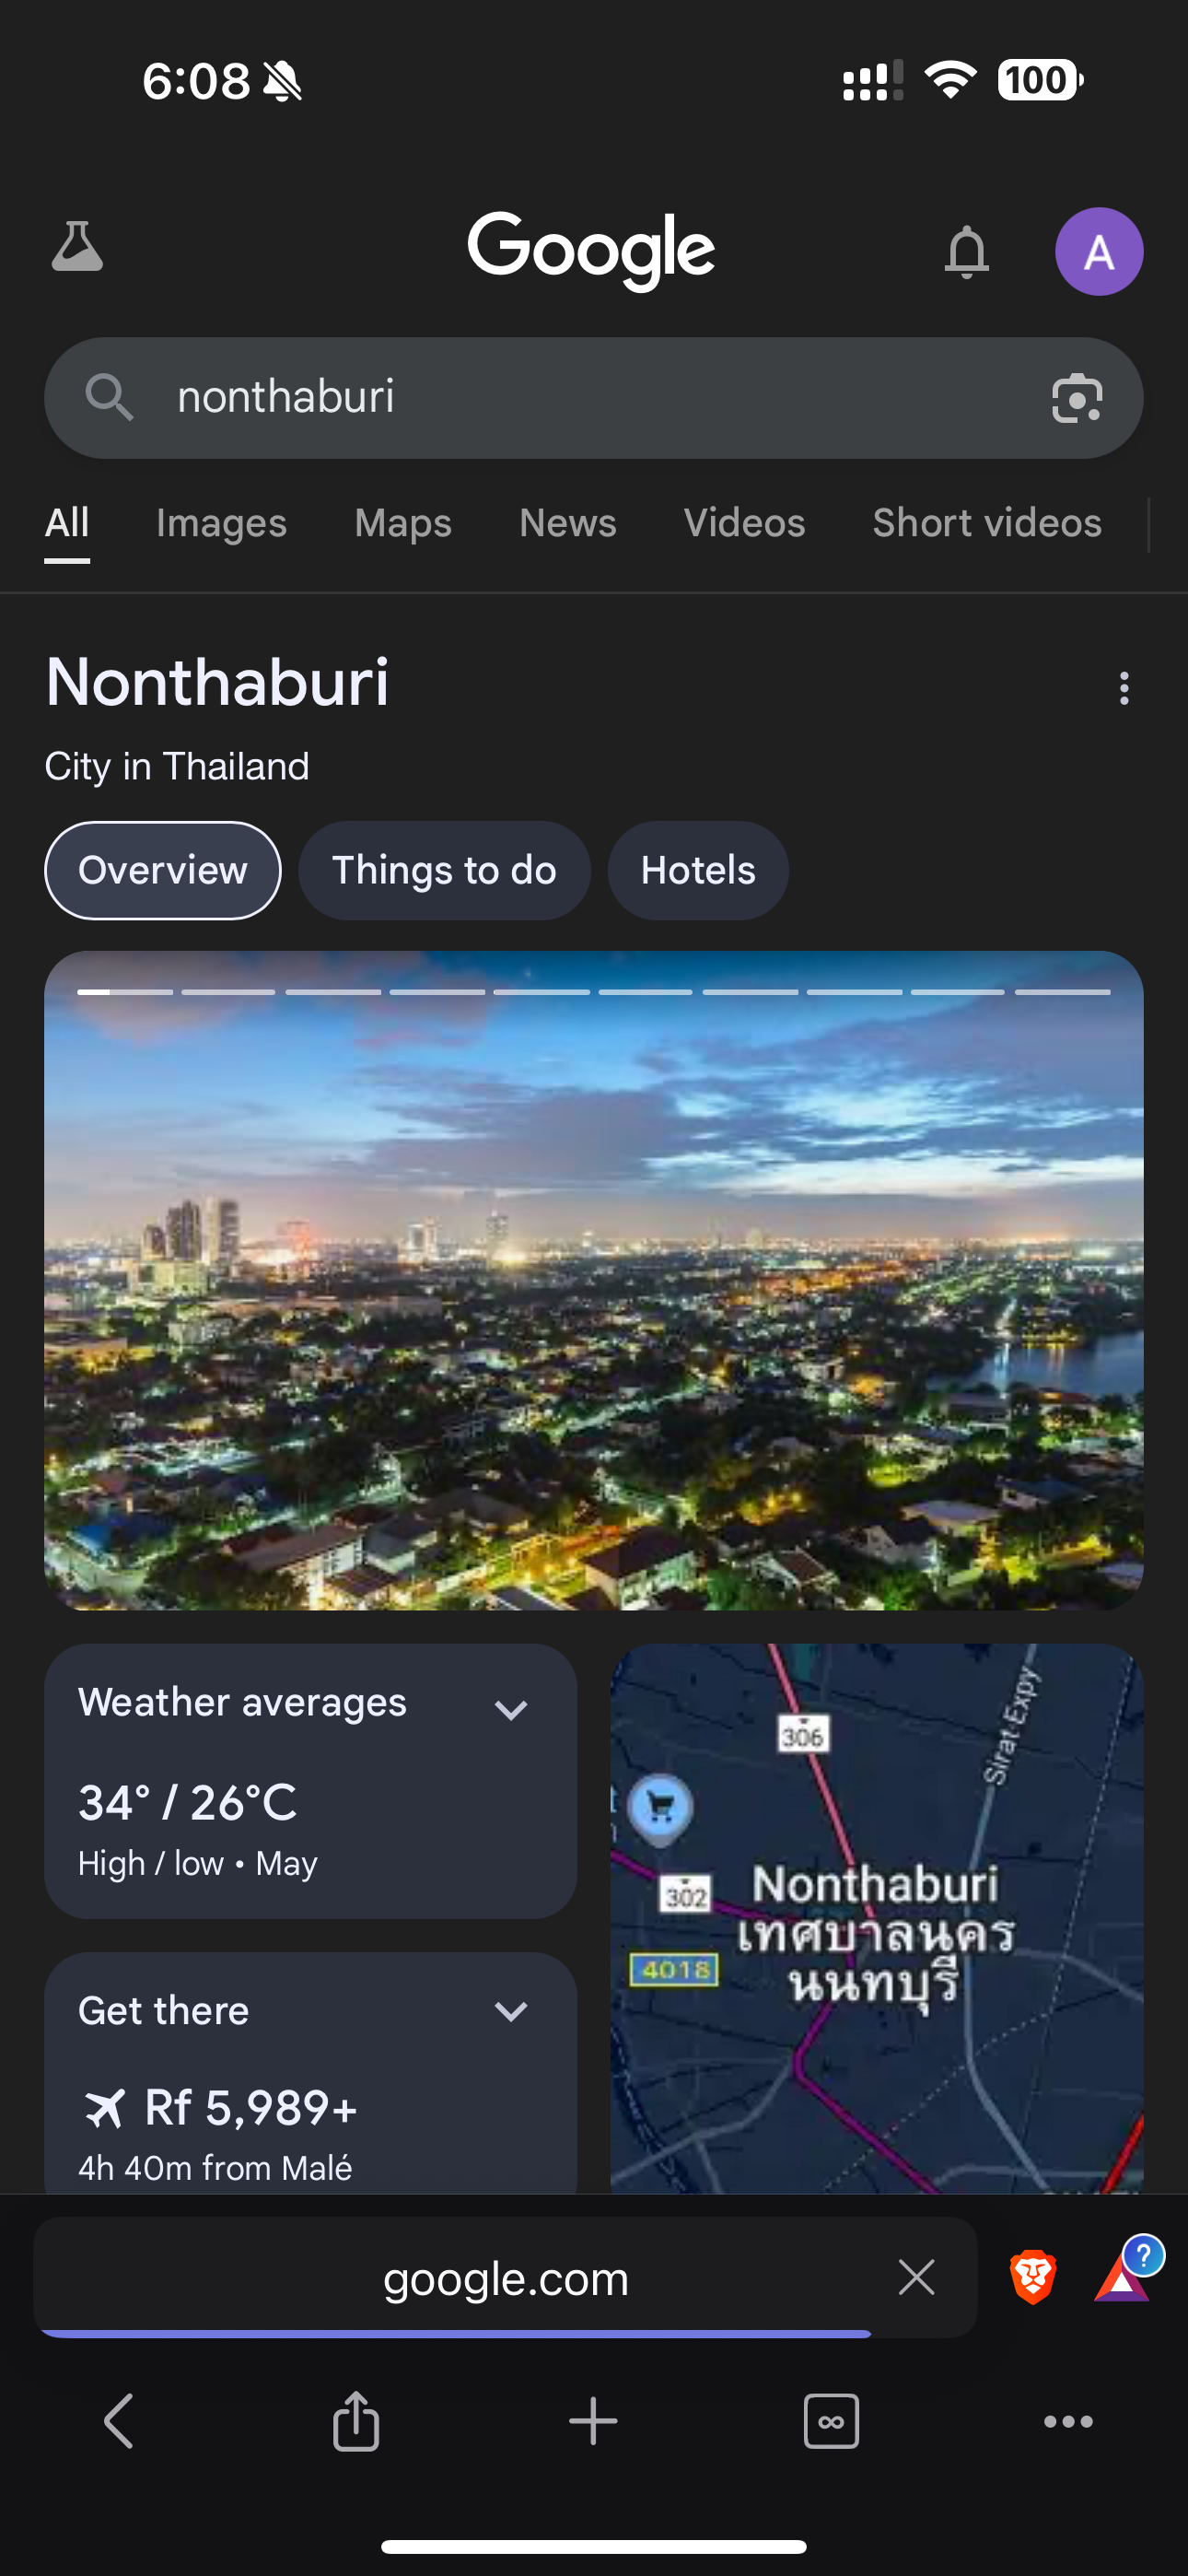 6:08
100
Google
A
nonthaburi
All Images Maps News Videos Short videos
Nonthaburi
City in Thailand
Overview Things to do Hotels
Weather averages
34° / 26°C
High / low • May
Get there
Rf 5,989+
4h 40m from Malé
306
Sirat Expy
302
Nonthaburi
เทศบาลนคร
นนทบุรี
4018
google.com
?
∞